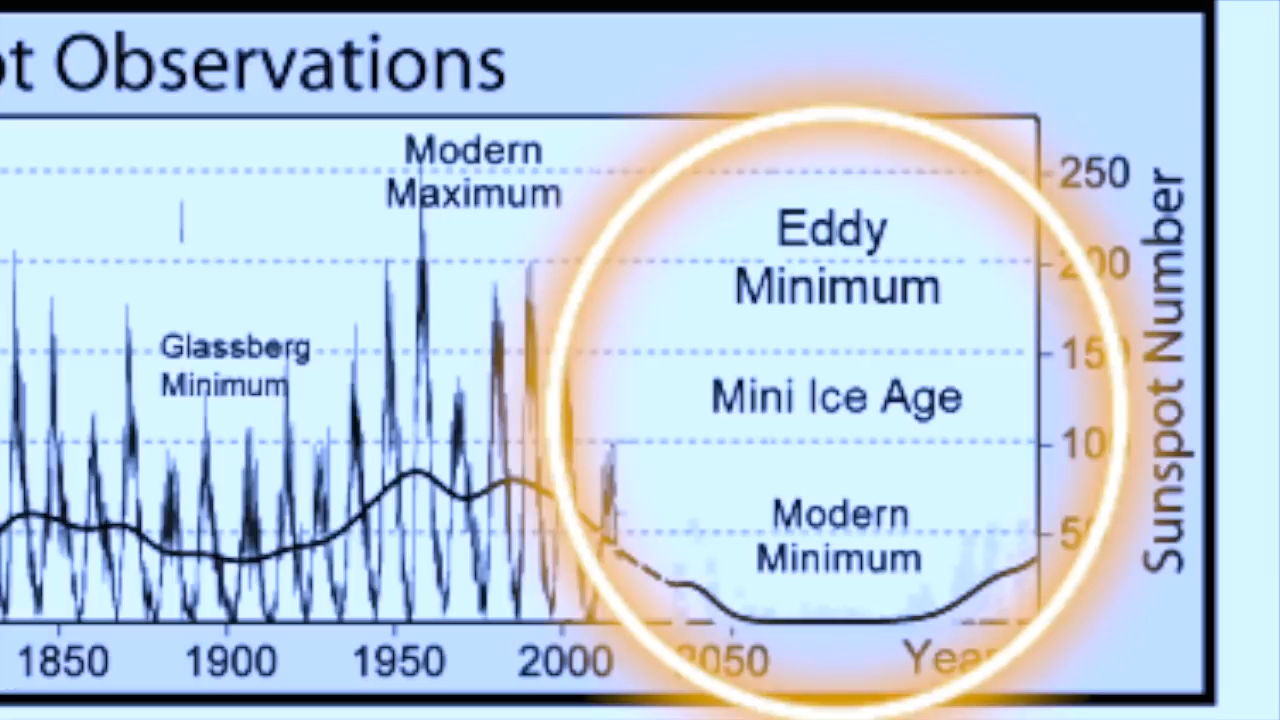 t Observations
Modern
Maximum
250
Eddy
Minimum
200
Glassberg
Minimum
150
Mini Ice Age
100
Modern
Minimum
50
Sunspot Number
1850 1900 1950 2000 2050 Year